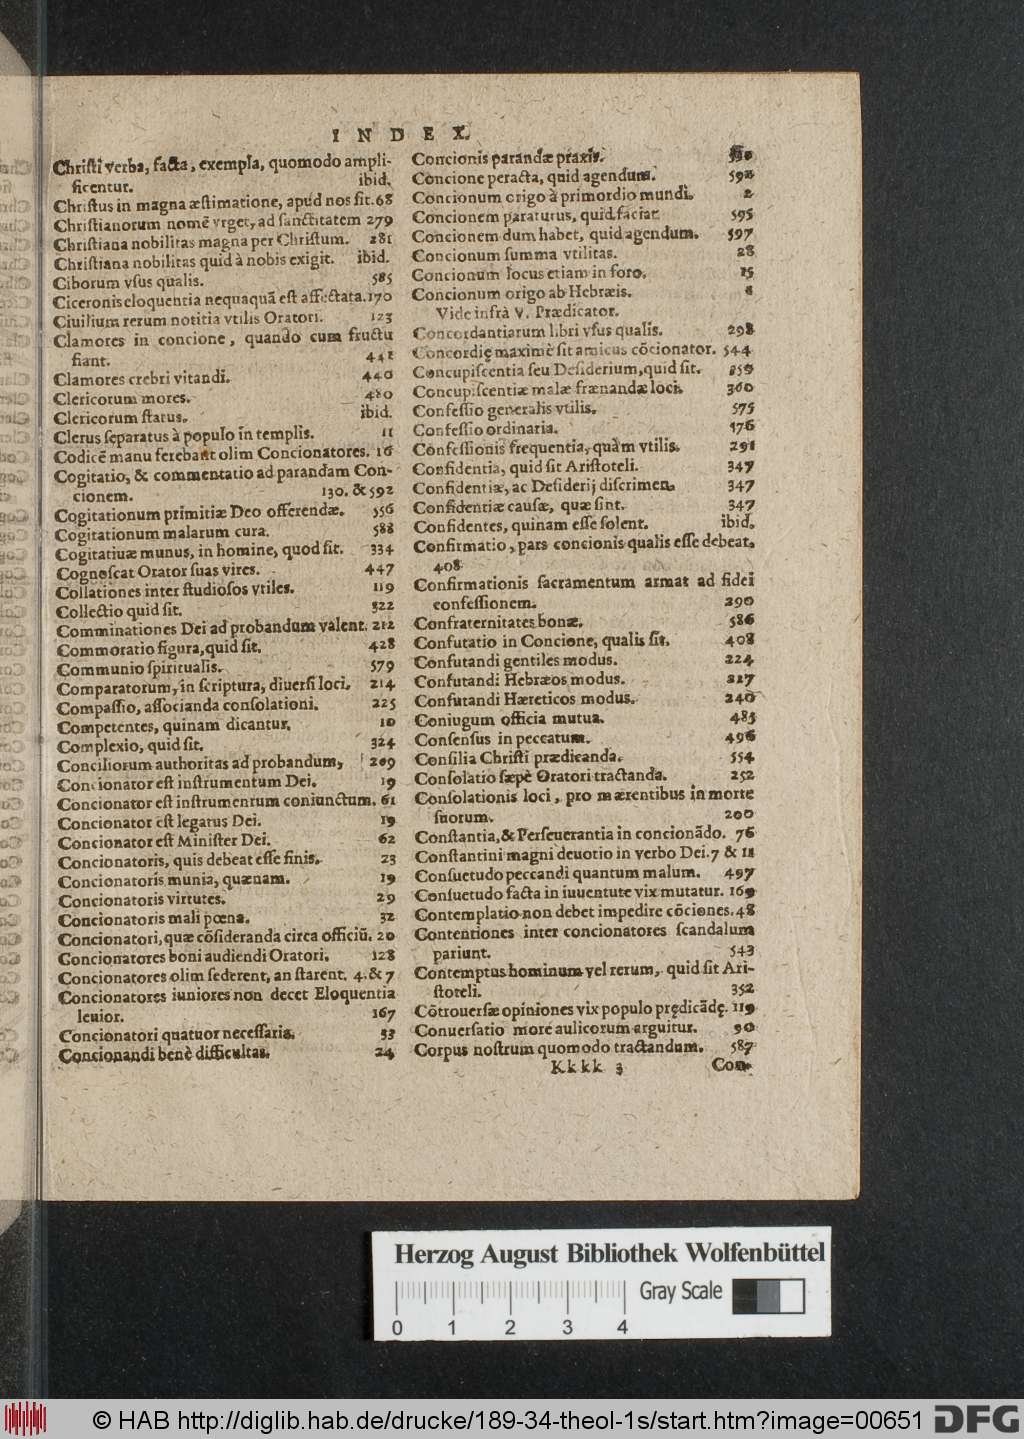 INDEX.
Chriſti verba, facta, exempla, quomodo ampli-
ficentur. ibid.
Chriſtus in magna æſtimatione, apud nos ſit. 68
Chriſtianorum nomẽ vrget, ad ſanctitatem 279
Chriſtiana nobilitas magna per Chriſtum. 281
Chriſtiana nobilitas quid à nobis exigit. ibid.
Ciborum vſus qualis. 585
Ciceronis eloquentia nequaquã eſt affectata. 170
Ciuilium rerum notitia vtilis Oratori. 123
Clamores in concione, quando cum fructu
fiant. 441
Clamores crebri vitandi. 440
Clericorum mores. 480
Clericorum ſtatus. ibid.
Clerus ſeparatus à populo in templis. 11
Codicẽ manu ferebant olim Concionatores. 16
Cogitatio, & commentatio ad parandam Con-
cionem. 130. & 592
Cogitationum primitiæ Deo offerendæ. 556
Cogitationum malarum cura. 588
Cogitatiuæ munus, in homine, quod ſit. 334
Cognoſcat Orator ſuas vires. 447
Collationes inter ſtudioſos vtiles. 119
Collectio quid ſit. 322
Comminationes Dei ad probandum valent. 212
Commoratio figura, quid ſit. 428
Communio ſpiritualis. 579
Comparatorum, in ſcriptura, diuerſi loci. 214
Compaſſio, aſſocianda conſolationi. 225
Competentes, quinam dicantur. 10
Complexio, quid ſit. 324
Conciliorum authoritas ad probandum, 209
Concionator eſt inſtrumentum Dei. 19
Concionator eſt inſtrumentum coniunctum. 61
Concionator eſt legatus Dei. 19
Concionator eſt Miniſter Dei. 62
Concionatoris, quis debeat eſſe finis. 23
Concionatoris munia, quænam. 19
Concionatoris virtutes. 29
Concionatoris mali pœna. 32
Concionatori, quæ cõſideranda circa officiũ. 20
Concionatores boni audiendi Oratori. 128
Concionatores olim ſederent, an ſtarent. 4. & 7
Concionatores iuniores non decet Eloquentia
leuior. 167
Concionatori quatuor neceſſaria. 33
Concionandi benè difficultas. 24
Concionis parandæ praxis.
Concione peracta, quid agendum. 598
Concionum origo à primordio mundi. 2
Concionem paraturus, quid faciat 595
Concionem dum habet, quid agendum. 597
Concionum ſumma vtilitas. 28
Concionum locus etiam in foro. 15
Concionum origo ab Hebræis.
Vide infrà V. Prædicator.
Concordantiarum libri vſus qualis. 298
Concordię maximè ſit amicus cõcionator. 544
Concupiſcentia ſeu Deſiderium, quid ſit. 359
Concupiſcentiæ malæ frænandæ loci. 360
Confeſſio generalis vtilis. 575
Confeſſio ordinaria. 176
Confeſſionis frequentia, quàm vtilis. 291
Confidentia, quid ſit Ariſtoteli. 347
Confidentiæ, ac Deſiderij diſcrimen. 347
Confidentiæ cauſæ, quæ ſint. 347
Confidentes, quinam eſſe ſolent. ibid.
Confirmatio, pars concionis qualis eſſe debeat.
408
Confirmationis ſacramentum armat ad fidei
confeſſionem. 290
Confraternitates bonæ. 586
Confutatio in Concione, qualis ſit. 408
Confutandi gentiles modus. 224
Confutandi Hebræos modus. 227
Confutandi Hæreticos modus. 240
Coniugum officia mutua. 485
Conſenſus in peccatum. 496
Conſilia Chriſti prædicanda. 554
Conſolatio ſæpè Oratori tractanda. 252
Conſolationis loci, pro mærentibus in morte
ſuorum. 200
Conſtantia, & Perſeuerantia in concionãdo. 76
Conſtantini magni deuotio in verbo Dei. 7 & 11
Conſuetudo peccandi quantum malum. 497
Conſuetudo facta in iuuentute vix mutatur. 169
Contemplatio non debet impedire cõciones. 48
Contentiones inter concionatores ſcandalum
pariunt. 543
Contemptus hominum vel rerum, quid ſit Ari-
ſtoteli. 352
Cõtrouerſæ opiniones vix populo prędicãdę. 119
Conuerſatio more aulicorum arguitur. 90
Corpus noſtrum quomodo tractandum. 587
Kkkk 3 Con-
Herzog August Bibliothek Wolfenbüttel
Gray Scale
0 1 2 3 4
© HAB http://diglib.hab.de/drucke/189-34-theol-1s/start.htm?image=00651 DFG